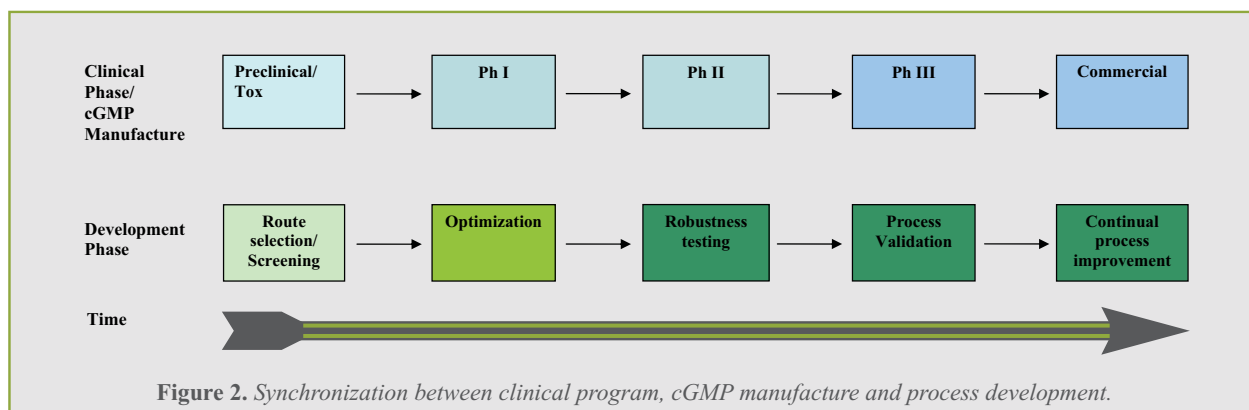 Clinical
Phase/
cGMP
Manufacture
Preclinical/
Tox
Ph I
Ph II
Ph III
Commercial
Development
Phase
Route
selection/
Screening
Optimization
Robustness
testing
Process
Validation
Continual
process
improvement
Time
Figure 2. Synchronization between clinical program, cGMP manufacture and process development.